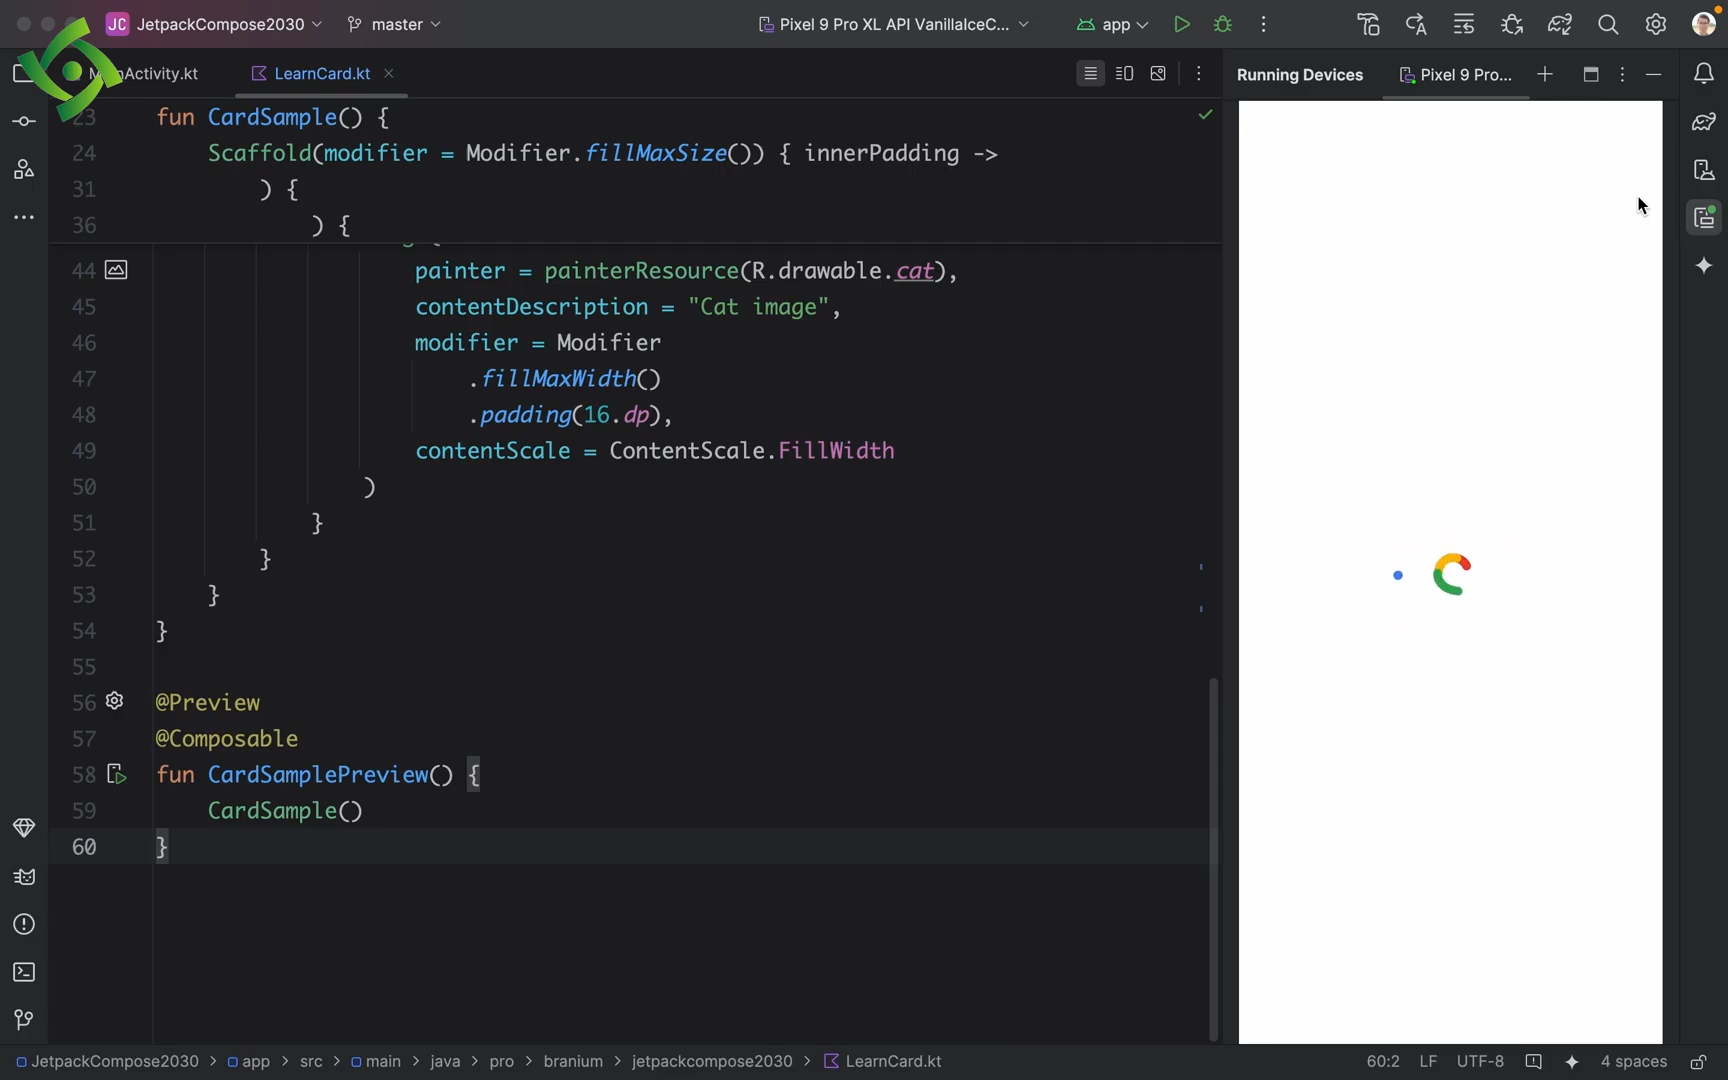 JC JetpackCompose2030 master Pixel 9 Pro XL API VanillaIceC... app
Activity.kt LearnCard.kt Running Devices Pixel 9 Pro...
23 fun CardSample() {
24 Scaffold(modifier = Modifier.fillMaxSize()) { innerPadding ->
31 ) {
36 ) {
44 painter = painterResource(R.drawable.cat),
45 contentDescription = "Cat image",
46 modifier = Modifier
47 .fillMaxWidth()
48 .padding(16.dp),
49 contentScale = ContentScale.FillWidth
50 )
51 }
52 }
53 }
54 }
55
56 @Preview
57 @Composable
58 fun CardSamplePreview() {
59 CardSample()
60 }
JetpackCompose2030 > app > src > main > java > pro > branium > jetpackcompose2030 > LearnCard.kt 60:2 LF UTF-8 4 spaces